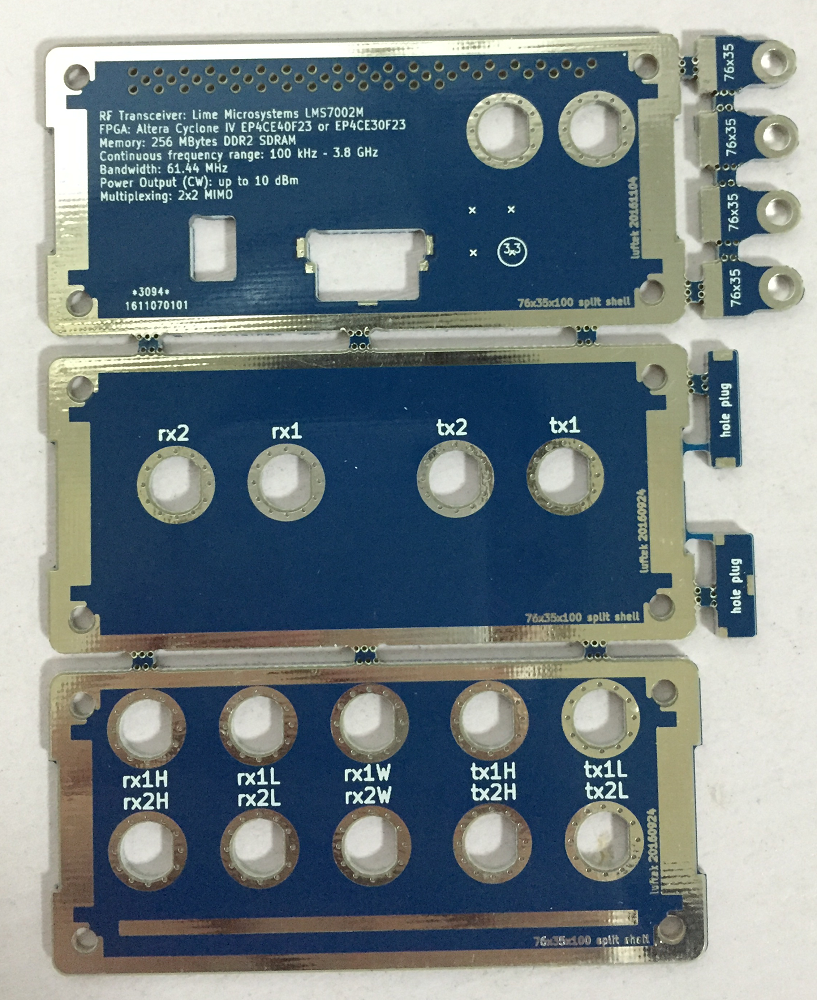 RF Transceiver: Lime Microsystems LMS7002M
FPGA: Altera Cyclone IV EP4CE40F23 or EP4CE30F23
Memory: 256 MBytes DDR2 SDRAM
Continuous frequency range: 100 kHz - 3.8 GHz
Bandwidth: 61.44 MHz
Power Output (CW): up to 10 dBm
Multiplexing: 2x2 MIMO
33
*3094*
1611070101
luftek 20161104
76x35x100 split shell
76x35
76x35
76x35
76x35
rx2 rx1 tx2 tx1
luftek 20160924
76x35x100 split shell
hole plug
hole plug
rx1H rx1L rx1W tx1H tx1L
rx2H rx2L rx2W tx2H tx2L
luftek 20160924
76x35x100 split shell